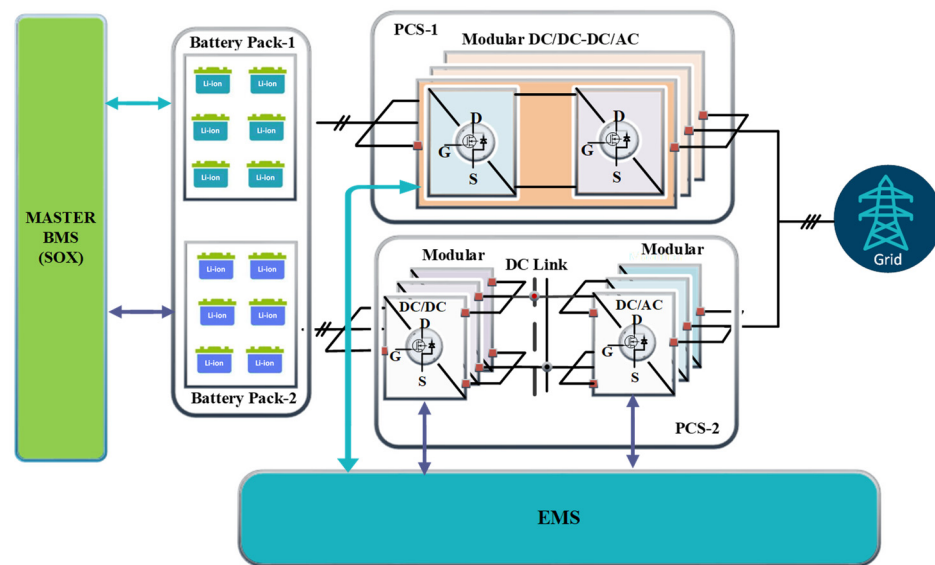 MASTER
BMS
(SOX)
Battery Pack-1
Li-ion Li-ion
Li-ion Li-ion
Li-ion Li-ion
Li-ion Li-ion
Li-ion Li-ion
Li-ion Li-ion
Battery Pack-2
PCS-1
Modular DC/DC-DC/AC
D
G
S
D
G
S
Modular
DC Link
Modular
DC/DC
D
G
S
DC/AC
D
G
S
PCS-2
Grid
EMS